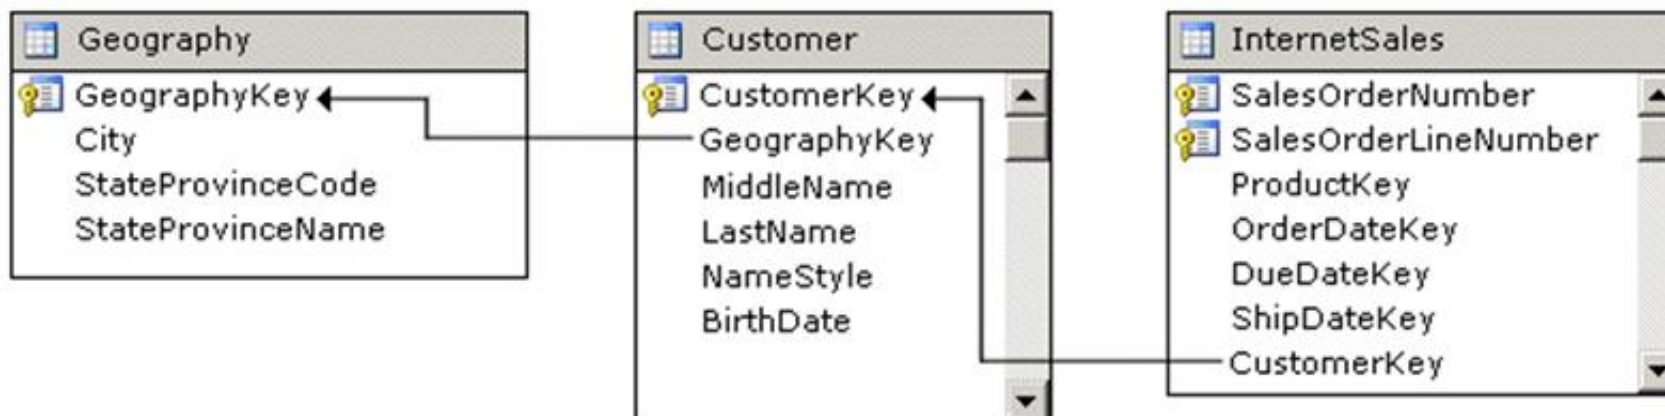 Geography
GeographyKey
City
StateProvinceCode
StateProvinceName
Customer
CustomerKey
GeographyKey
MiddleName
LastName
NameStyle
BirthDate
InternetSales
SalesOrderNumber
SalesOrderLineNumber
ProductKey
OrderDateKey
DueDateKey
ShipDateKey
CustomerKey